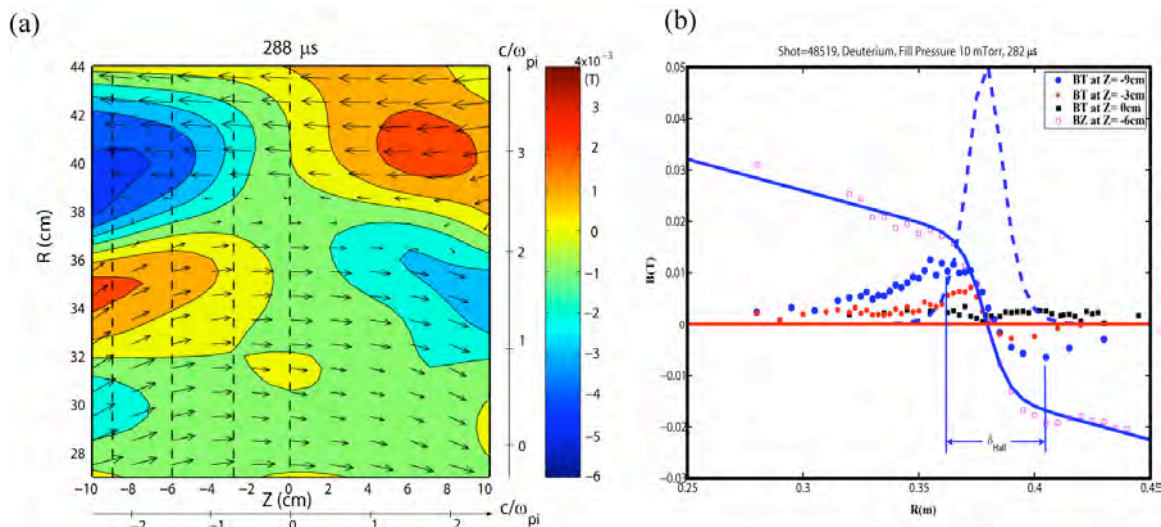 (a)
288 μs
c/ω
pi
44
42
40
38
36
34
32
30
28
R (cm)
3
2
1
0
−10 −8 −6 −4 −2 0 2 4 6 8 10
Z (cm)
c/ω
pi
−2 −1 0 1 2
4x10⁻³
(T)
3
2
1
0
−1
−2
−3
−4
−5
−6
(b)
Shot=48519, Deuterium, Fill Pressure 10 mTorr, 282 μs
BT at Z= -9cm
BT at Z= -3cm
BT at Z= 0cm
BZ at Z= -6cm
0.05
0.04
0.03
0.02
0.01
0
−0.01
−0.02
−0.03
B(T)
δHall
0.25 0.3 0.35 0.4 0.45
R(m)